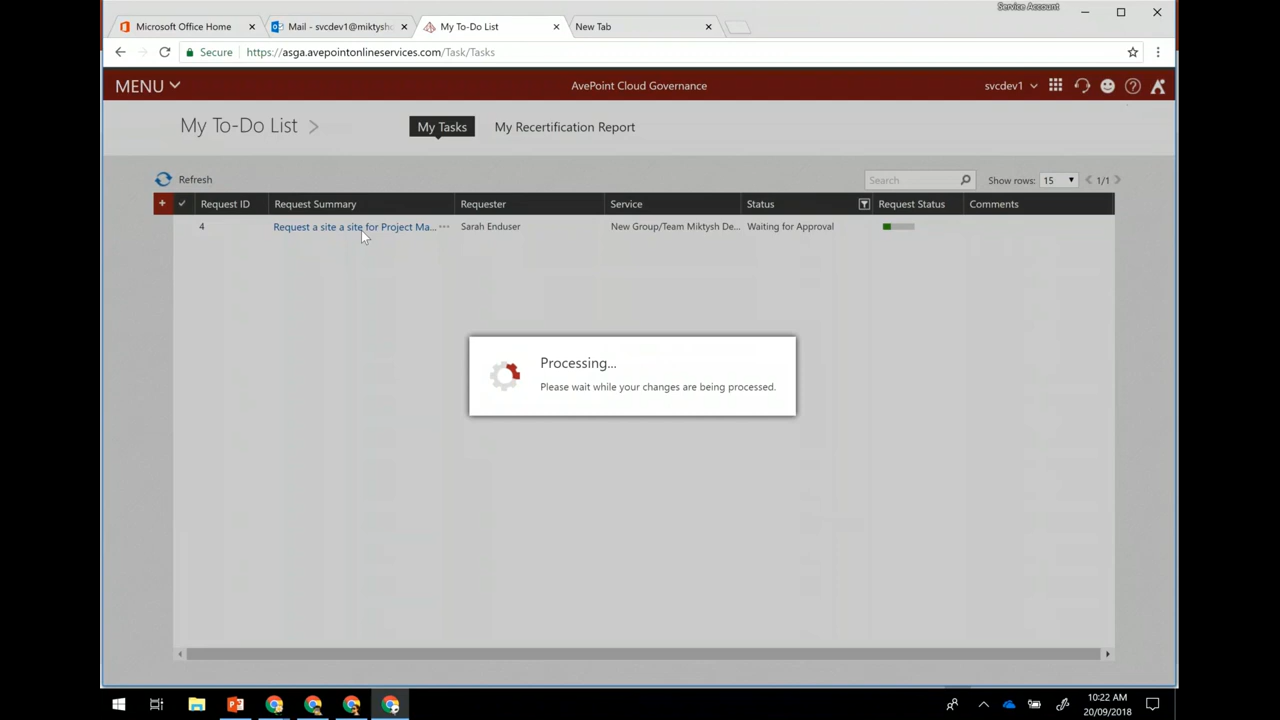 Service Account
Microsoft Office Home
Mail - svcdev1@miktysh
My To-Do List
New Tab
Secure
https://asga.avepointonlineservices.com/Task/Tasks
MENU
AvePoint Cloud Governance
svcdev1
My To-Do List
My Tasks
My Recertification Report
Refresh
Search
Show rows: 15
1/1
Request ID
Request Summary
Requester
Service
Status
Request Status
Comments
4
Request a site a site for Project Ma...
Sarah Enduser
New Group/Team Miktysh De...
Waiting for Approval
Processing...
Please wait while your changes are being processed.
10:22 AM
20/09/2018